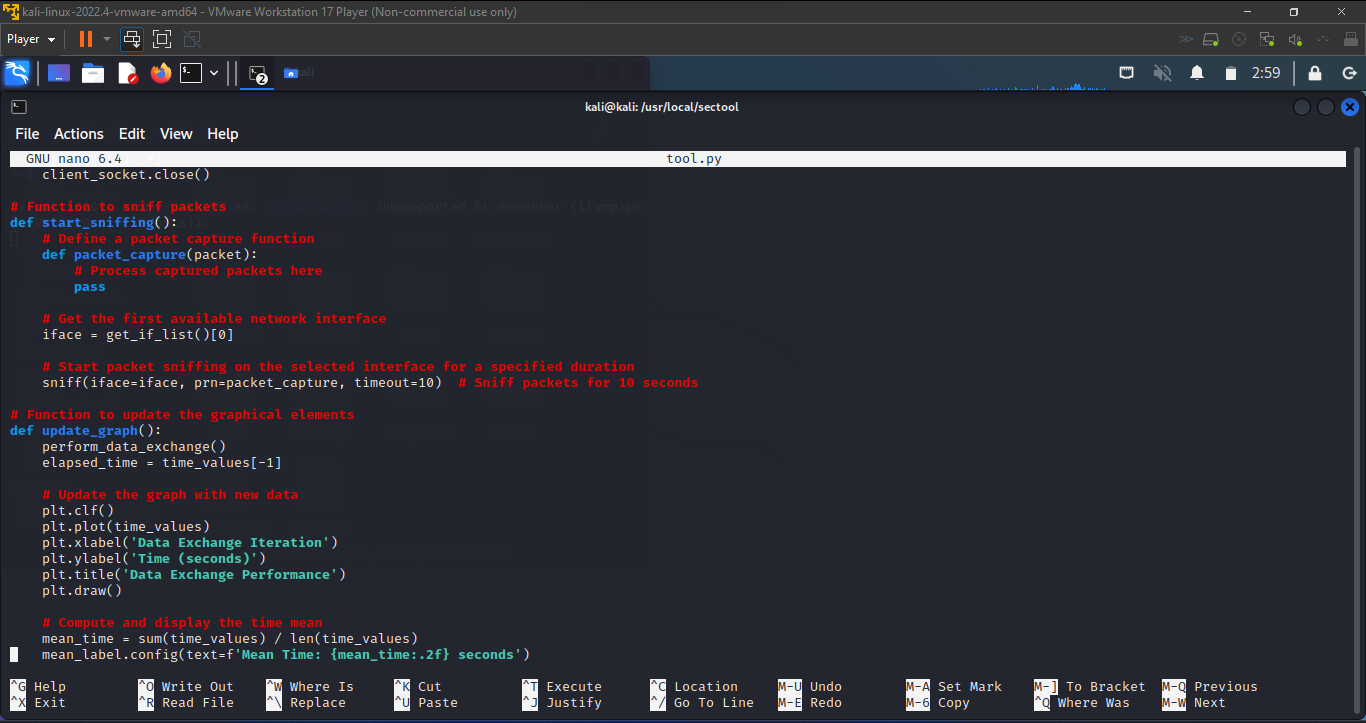 kali-linux-2022.4-vmware-amd64 - VMware Workstation 17 Player (Non-commercial use only)
Player
2
kali
2:59
kali@kali: /usr/local/sectool
File Actions Edit View Help
GNU nano 6.4 tool.py
    client_socket.close()
# Function to sniff packets
: Unsupported GL renderer (llvmpipe
def start_sniffing():
    # Define a packet capture function
    def packet_capture(packet):
        # Process captured packets here
        pass
    # Get the first available network interface
    iface = get_if_list()[0]
    # Start packet sniffing on the selected interface for a specified duration
    sniff(iface=iface, prn=packet_capture, timeout=10)  # Sniff packets for 10 seconds
# Function to update the graphical elements
def update_graph():
    perform_data_exchange()
    elapsed_time = time_values[-1]
    # Update the graph with new data
    plt.clf()
    plt.plot(time_values)
    plt.xlabel('Data Exchange Iteration')
    plt.ylabel('Time (seconds)')
    plt.title('Data Exchange Performance')
    plt.draw()
    # Compute and display the time mean
    mean_time = sum(time_values) / len(time_values)
    mean_label.config(text=f'Mean Time: {mean_time:.2f} seconds')
^G Help ^O Write Out ^W Where Is ^K Cut ^T Execute ^C Location M-U Undo M-A Set Mark M-] To Bracket M-Q Previous
^X Exit ^R Read File ^\ Replace ^U Paste ^J Justify ^/ Go To Line M-E Redo M-6 Copy ^Q Where Was M-W Next